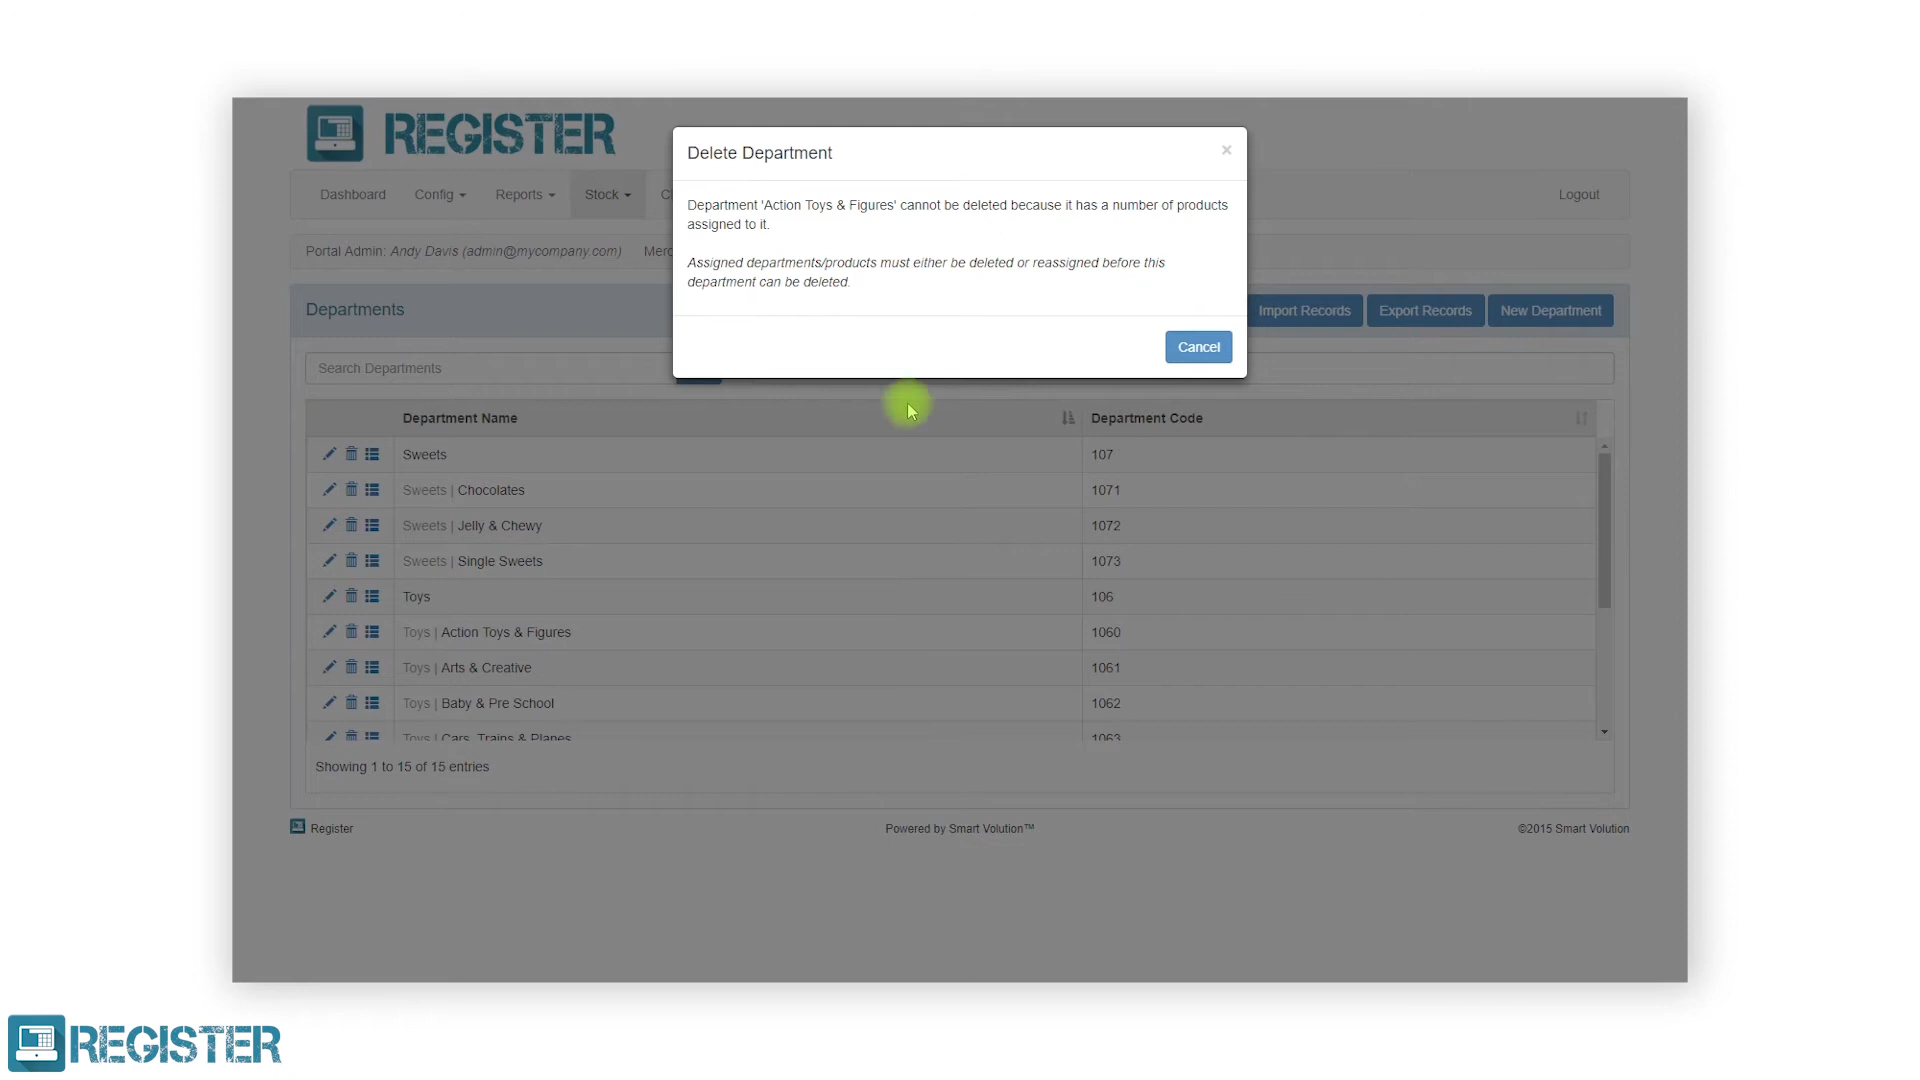 REGISTER
Delete Department
×
Dashboard Config Reports Stock Logout
Department 'Action Toys & Figures' cannot be deleted because it has a number of products
assigned to it.
Portal Admin: Andy Davis (admin@mycompany.com)
Assigned departments/products must either be deleted or reassigned before this
department can be deleted.
Departments Import Records Export Records New Department
Cancel
Search Departments
Department Name Department Code
Sweets 107
Sweets | Chocolates 1071
Sweets | Jelly & Chewy 1072
Sweets | Single Sweets 1073
Toys 106
Toys | Action Toys & Figures 1060
Toys | Arts & Creative 1061
Toys | Baby & Pre School 1062
Toys | Cars, Trains & Planes 1063
Showing 1 to 15 of 15 entries
Register Powered by Smart Volution™ ©2015 Smart Volution
REGISTER